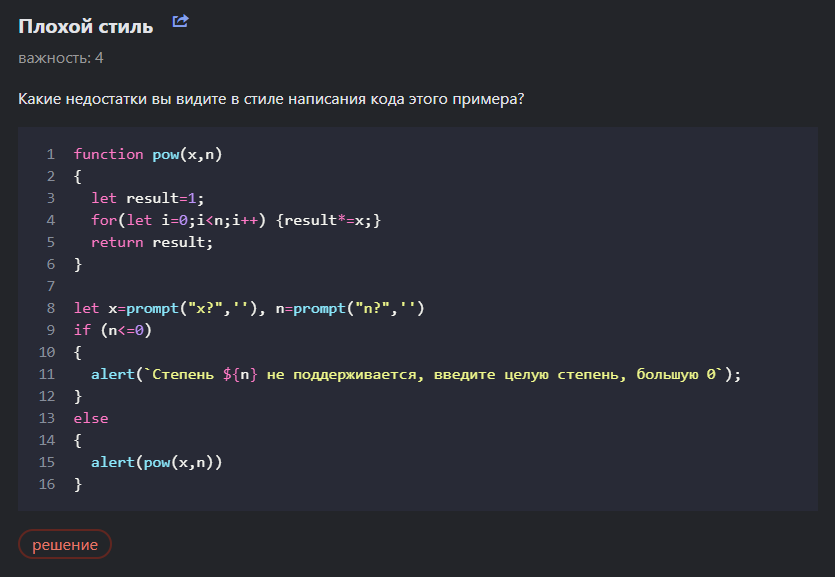 Плохой стиль
важность: 4
Какие недостатки вы видите в стиле написания кода этого примера?
1 function pow(x,n)
2 {
3   let result=1;
4   for(let i=0;i<n;i++) {result*=x;}
5   return result;
6 }
7
8 let x=prompt("x?",''), n=prompt("n?",'')
9 if (n<=0)
10 {
11   alert(`Степень ${n} не поддерживается, введите целую степень, большую 0`);
12 }
13 else
14 {
15   alert(pow(x,n))
16 }
решение